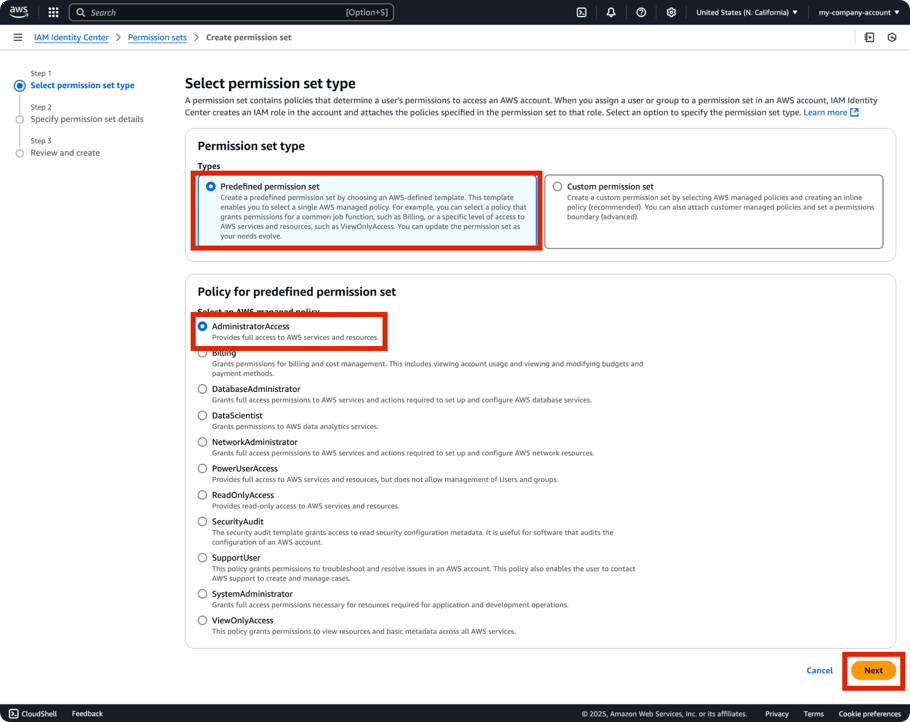 aws
Search
[Option+S]
United States (N. California)
my-company-account
IAM Identity Center
Permission sets
Create permission set
Step 1
Select permission set type
Step 2
Specify permission set details
Step 3
Review and create
Select permission set type
A permission set contains policies that determine a user's permissions to access an AWS account. When you assign a user or group to a permission set in an AWS account, IAM Identity
Center creates an IAM role in the account and attaches the policies specified in the permission set to that role. Select an option to specify the permission set type. Learn more
Permission set type
Types
Predefined permission set
Create a predefined permission set by choosing an AWS-defined template. This template
enables you to select a single AWS managed policy. For example, you can select a policy that
grants permissions for a common job function, such as Billing, or a specific level of access to
AWS services and resources, such as ViewOnlyAccess. You can update the permission set as
your needs evolve.
Custom permission set
Create a custom permission set by selecting AWS managed policies and creating an inline
policy (recommended). You can also attach customer managed policies and set a permissions
boundary (advanced).
Policy for predefined permission set
Select an AWS managed policy
AdministratorAccess
Provides full access to AWS services and resources.
Billing
Grants permissions for billing and cost management. This includes viewing account usage and viewing and modifying budgets and
payment methods.
DatabaseAdministrator
Grants full access permissions to AWS services and actions required to set up and configure AWS database services.
DataScientist
Grants permissions to AWS data analytics services.
NetworkAdministrator
Grants full access permissions to AWS services and actions required to set up and configure AWS network resources.
PowerUserAccess
Provides full access to AWS services and resources, but does not allow management of Users and groups.
ReadOnlyAccess
Provides read-only access to AWS services and resources.
SecurityAudit
The security audit template grants access to read security configuration metadata. It is useful for software that audits the
configuration of an AWS account.
SupportUser
This policy grants permissions to troubleshoot and resolve issues in an AWS account. This policy also enables the user to contact
AWS support to create and manage cases.
SystemAdministrator
Grants full access permissions necessary for resources required for application and development operations.
ViewOnlyAccess
This policy grants permissions to view resources and basic metadata across all AWS services.
Cancel
Next
CloudShell
Feedback
© 2025, Amazon Web Services, Inc. or its affiliates.
Privacy
Terms
Cookie preferences